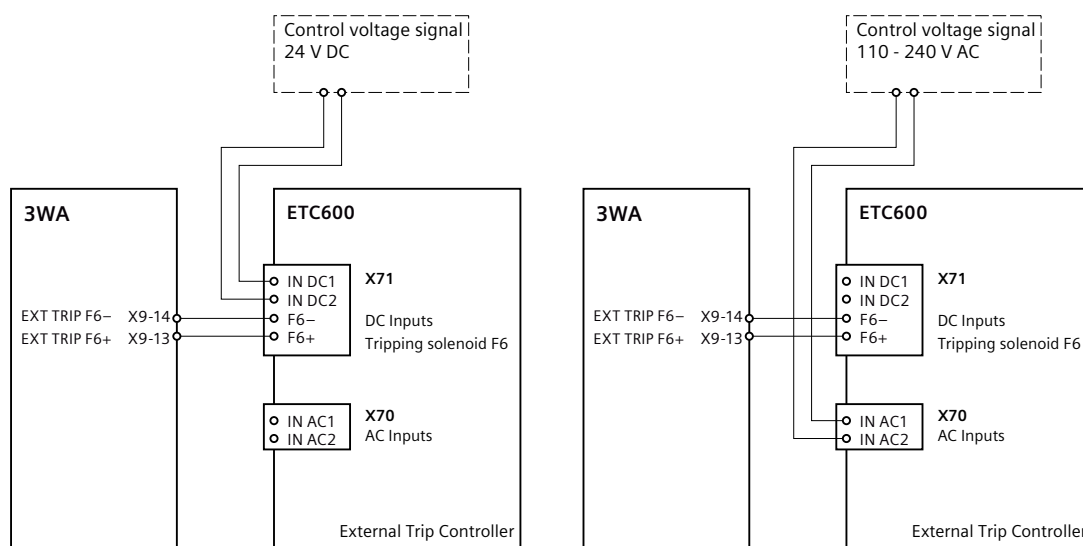 Control voltage signal
24 V DC
3WA
ETC600
IN DC1
X71
IN DC2
EXT TRIP F6− X9-14
F6−
DC Inputs
EXT TRIP F6+ X9-13
F6+
Tripping solenoid F6
IN AC1
X70
IN AC2
AC Inputs
External Trip Controller
Control voltage signal
110 - 240 V AC
3WA
ETC600
IN DC1
X71
IN DC2
EXT TRIP F6− X9-14
F6−
DC Inputs
EXT TRIP F6+ X9-13
F6+
Tripping solenoid F6
IN AC1
X70
IN AC2
AC Inputs
External Trip Controller